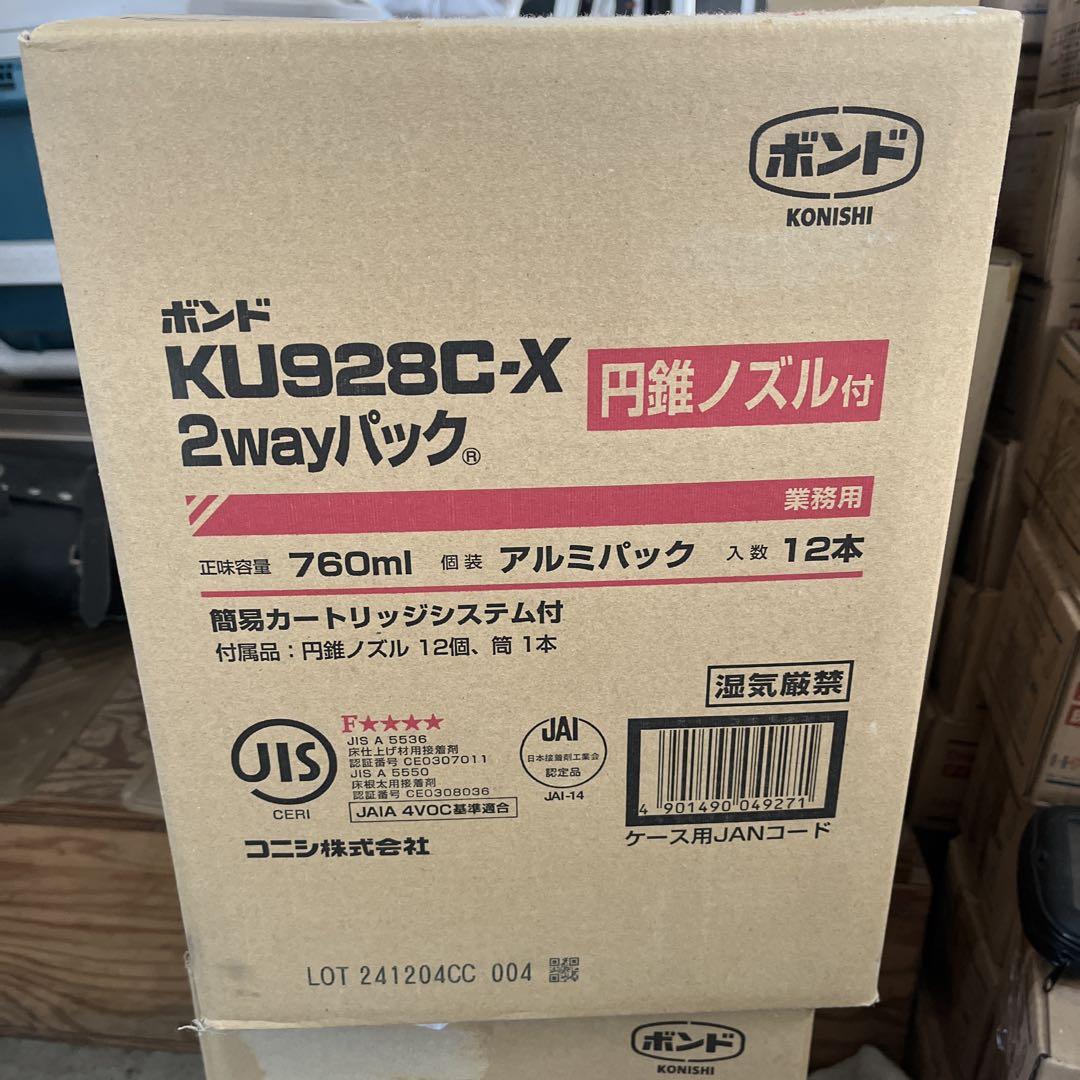 ボンド
KONISHI
ボンド
KU928C-X
2wayパック®
円錐ノズル付
業務用
正味容量 760ml 個装 アルミパック 入数 12本
簡易カートリッジシステム付
付属品：円錐ノズル 12個、筒 1本
湿気厳禁
JIS
CERI
F★★★★
JIS A 5536
床仕上げ材用接着剤
認証番号 CE0307011
JIS A 5550
床根太用接着剤
認証番号 CE0308036
JAIA 4VOC基準適合
JAI
日本接着剤工業会
認定品
JAI-14
4 901490 049271
ケース用JANコード
コニシ株式会社
LOT 241204CC 004
ボンド
KONISHI